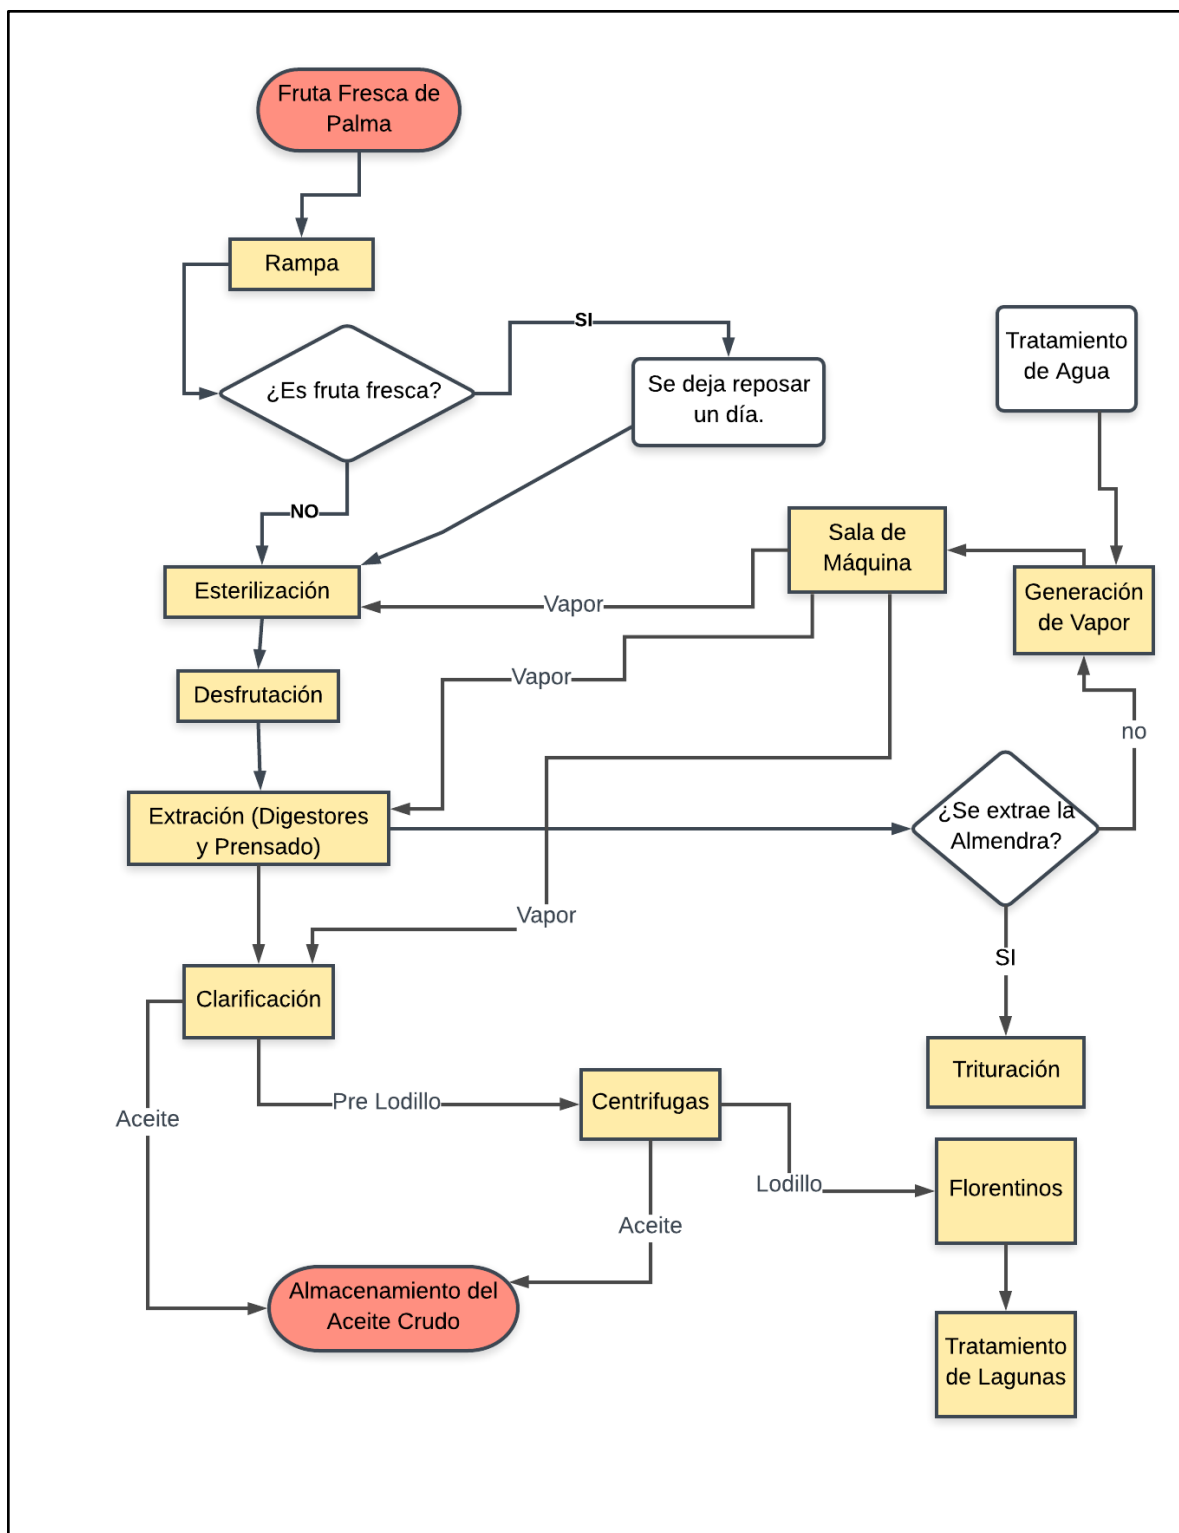 Fruta Fresca de
Palma
Rampa
SI
¿Es fruta fresca?
Se deja reposar
un día.
Tratamiento
de Agua
NO
Sala de
Máquina
Esterilización
Generación
de Vapor
Vapor
Vapor
Desfrutación
no
Extración (Digestores
y Prensado)
¿Se extrae la
Almendra?
Vapor
SI
Clarificación
Trituración
Pre Lodillo
Centrifugas
Aceite
Lodillo
Florentinos
Aceite
Almacenamiento del
Aceite Crudo
Tratamiento
de Lagunas